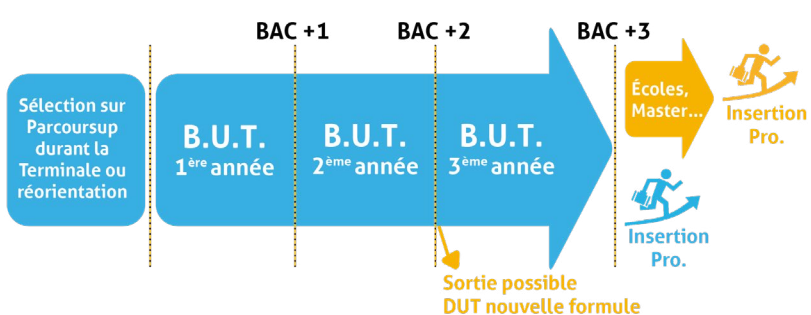 BAC +1
BAC +2
BAC +3
Sélection sur
Parcoursup
durant la
Terminale ou
réorientation
B.U.T.
1ère année
B.U.T.
2ème année
B.U.T.
3ème année
Écoles,
Master...
Insertion
Pro.
Insertion
Pro.
Sortie possible
DUT nouvelle formule